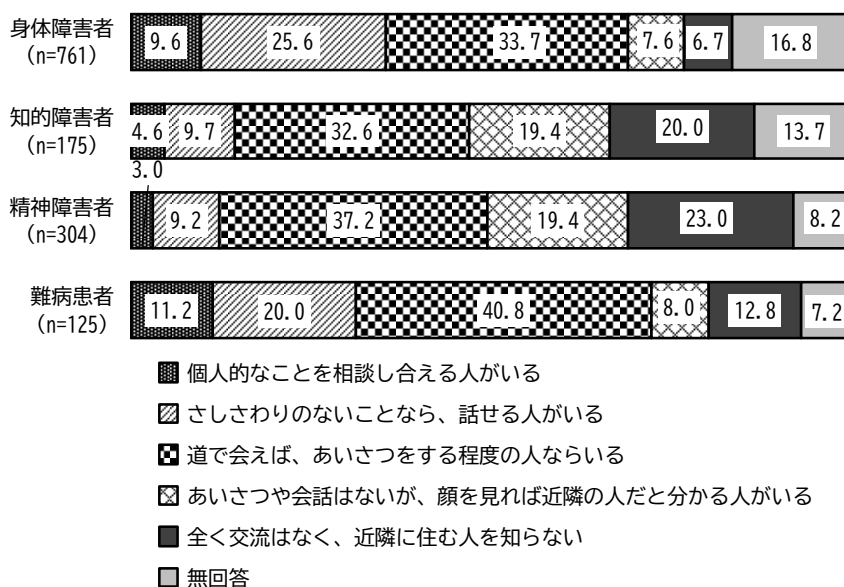 身体障害者
(n=761)
9.6 25.6 33.7 7.6 6.7 16.8
知的障害者
(n=175)
4.6 9.7 32.6 19.4 20.0 13.7
3.0
精神障害者
(n=304)
9.2 37.2 19.4 23.0 8.2
難病患者
(n=125)
11.2 20.0 40.8 8.0 12.8 7.2
個人的なことを相談し合える人がいる
さしさわりのないことなら、話せる人がいる
道で会えば、あいさつをする程度の人ならいる
あいさつや会話はないが、顔を見れば近隣の人だと分かる人がいる
全く交流はなく、近隣に住む人を知らない
無回答